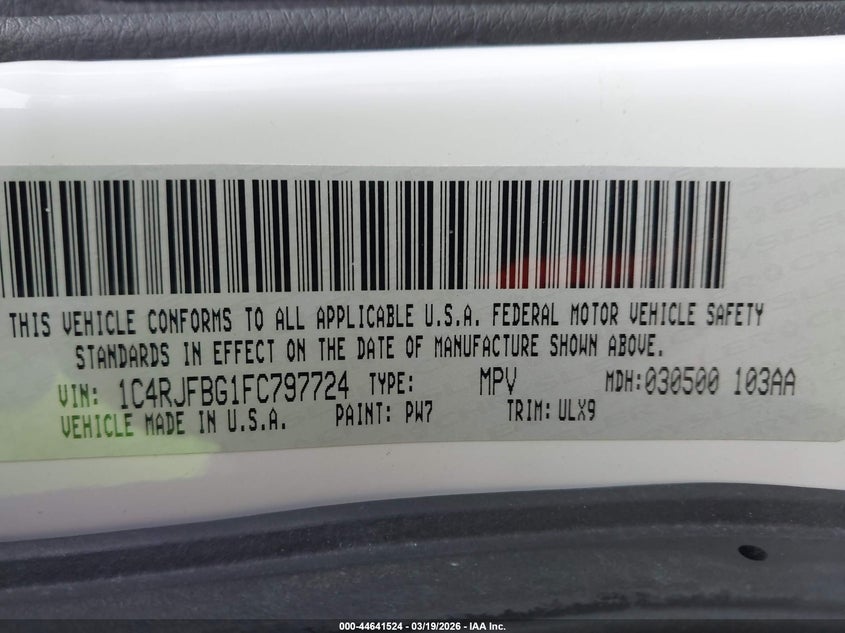 THIS VEHICLE CONFORMS TO ALL APPLICABLE U.S.A. FEDERAL MOTOR VEHICLE SAFETY
STANDARDS IN EFFECT ON THE DATE OF MANUFACTURE SHOWN ABOVE.
VIN: 1C4RJFBG1FC797724 TYPE: MPV MDH:030500 103AA
VEHICLE MADE IN U.S.A. PAINT: PW7 TRIM: ULX9
000-44641524 - 03/19/2026 - IAA Inc.